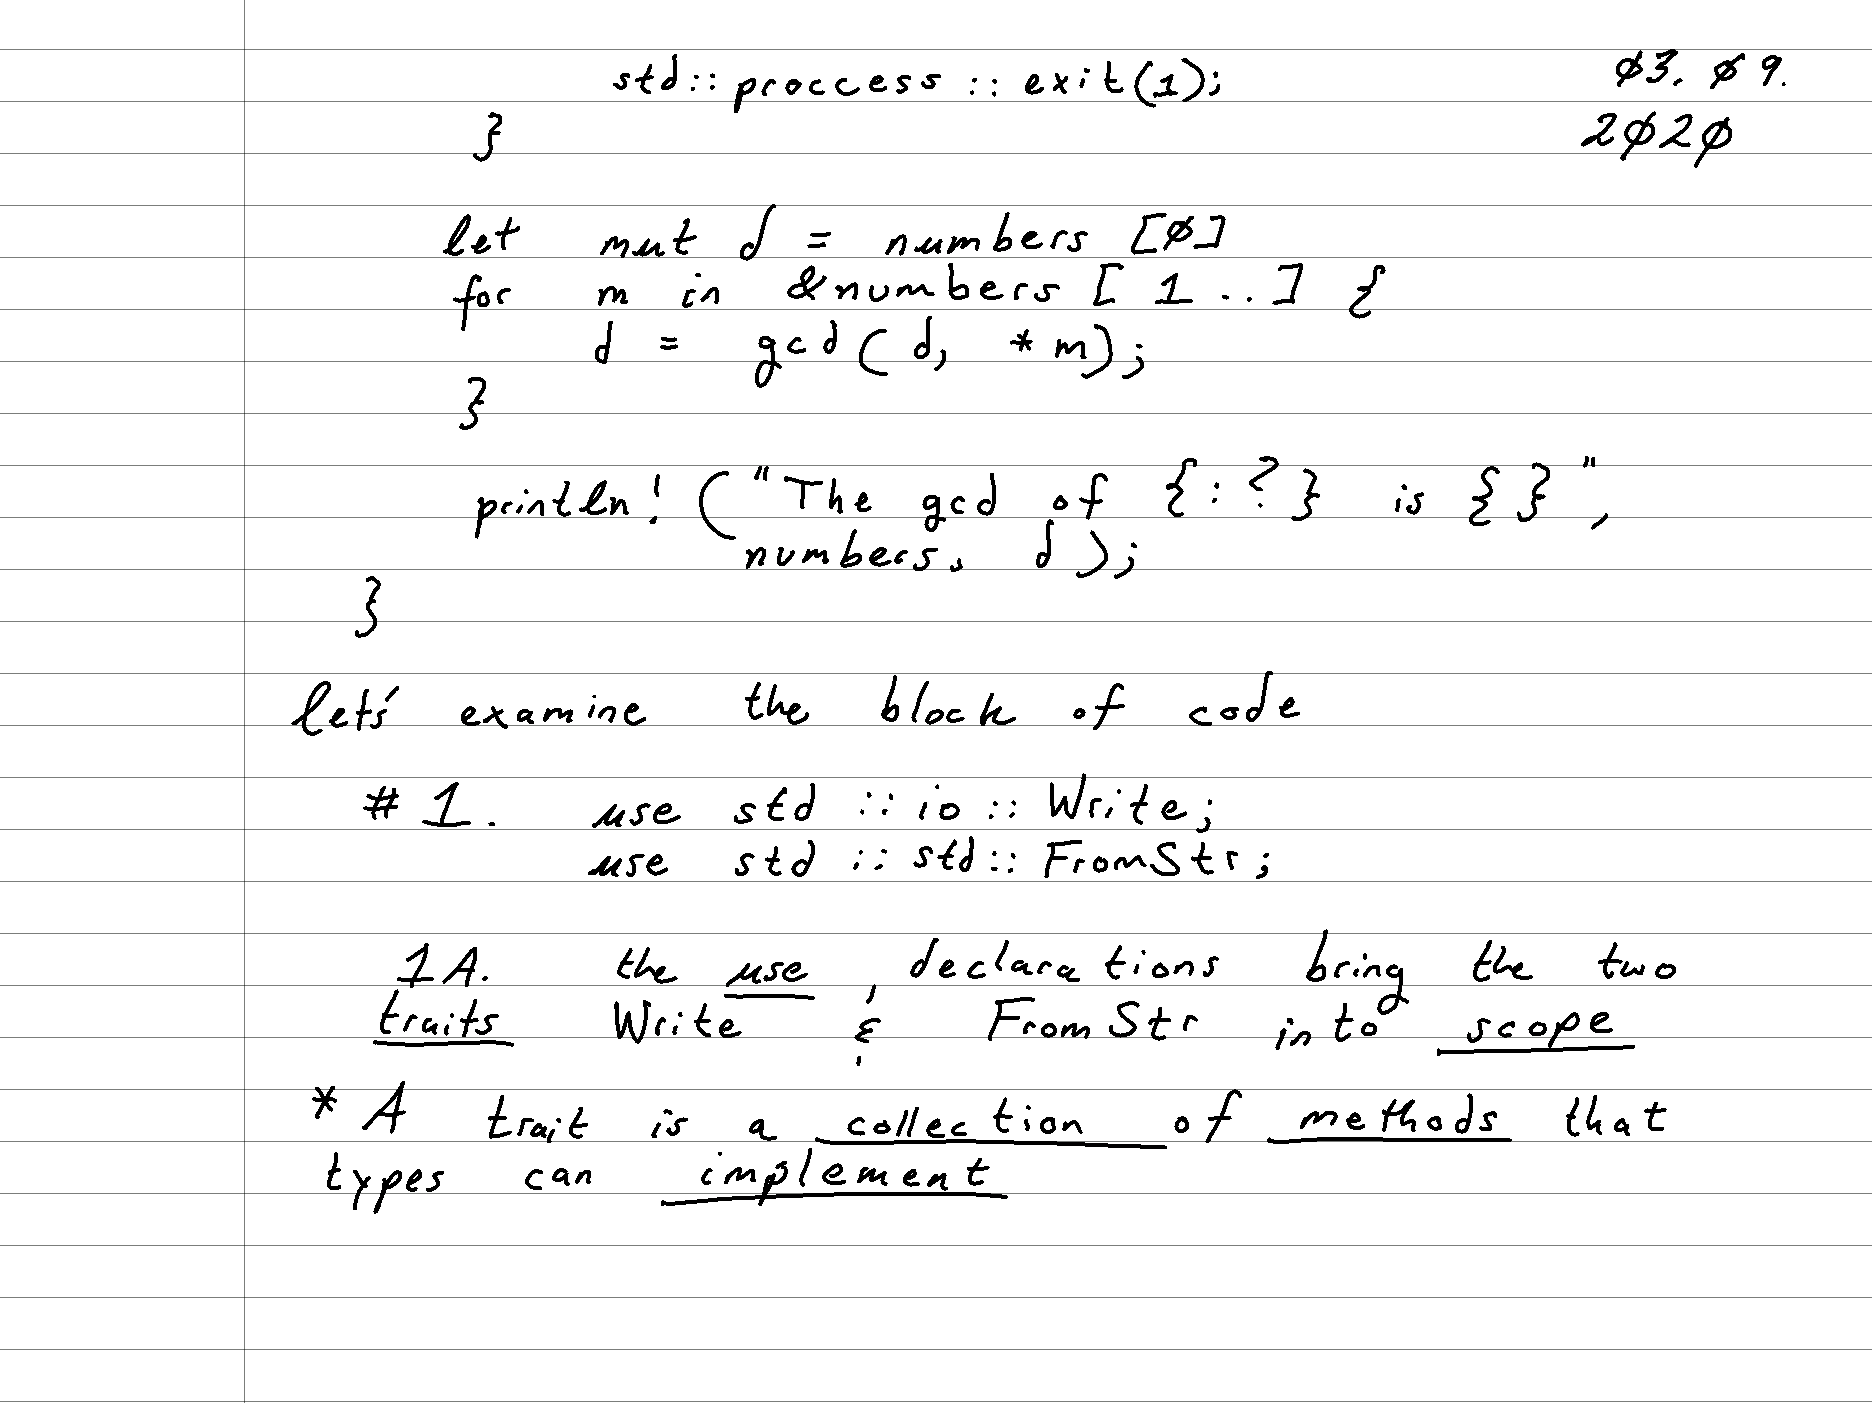 std::proccess::exit(1);
ø3. ø9.
}
2ø2ø
let mut d = numbers [ø]
for m in &numbers [ 1 ..] {
d = gcd ( d, *m);
}
println! ("The gcd of {:?} is { }",
numbers, d );
}
let's examine the block of code
#1. use std :: io :: Write;
use std :: std :: FromStr;
1A. the use declarations bring the two
traits Write & FromStr into scope
* A trait is a collection of methods that
types can implement